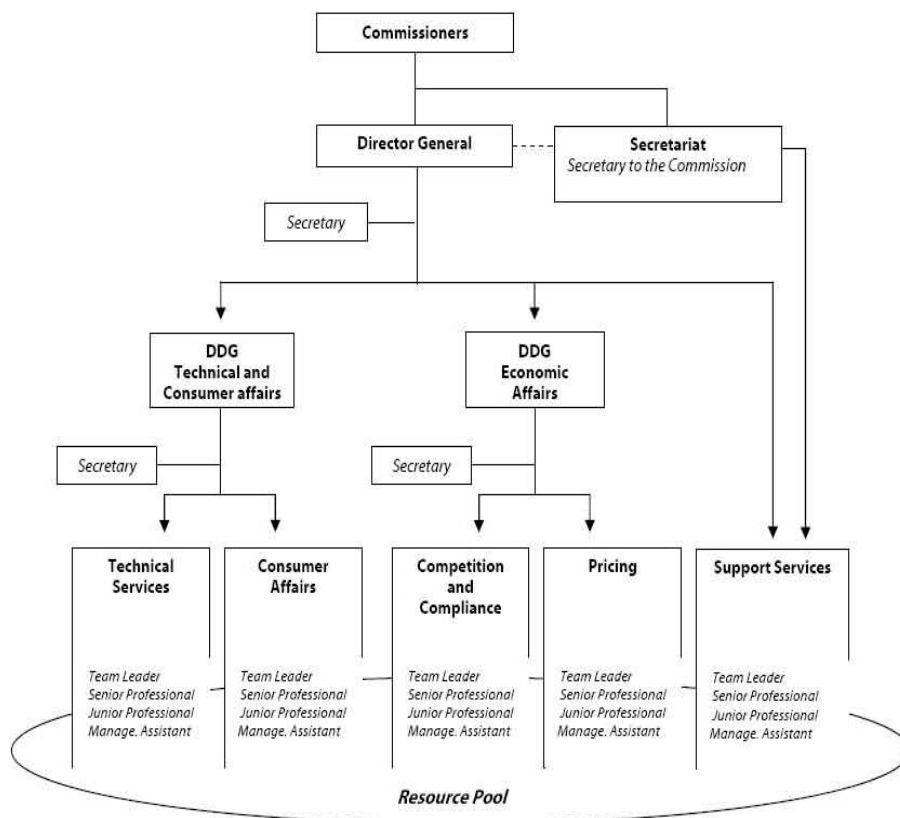 Commissioners
Director General
Secretariat
Secretary to the Commission
Secretary
DDG
Technical and
Consumer affairs
DDG
Economic
Affairs
Secretary
Secretary
Technical
Services
Team Leader
Senior Professional
Junior Professional
Manage. Assistant
Consumer
Affairs
Team Leader
Senior Professional
Junior Professional
Manage. Assistant
Competition
and
Compliance
Team Leader
Senior Professional
Junior Professional
Manage. Assistant
Pricing
Team Leader
Senior Professional
Junior Professional
Manage. Assistant
Support Services
Team Leader
Senior Professional
Junior Professional
Manage. Assistant
Resource Pool